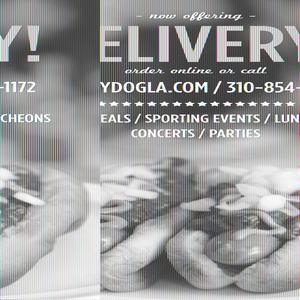 - now offering -
Y! ELIVERY
order online or call
-1172 YDOGLA.COM / 310-854-
CHEONS EALS / SPORTING EVENTS / LUN
CONCERTS / PARTIES